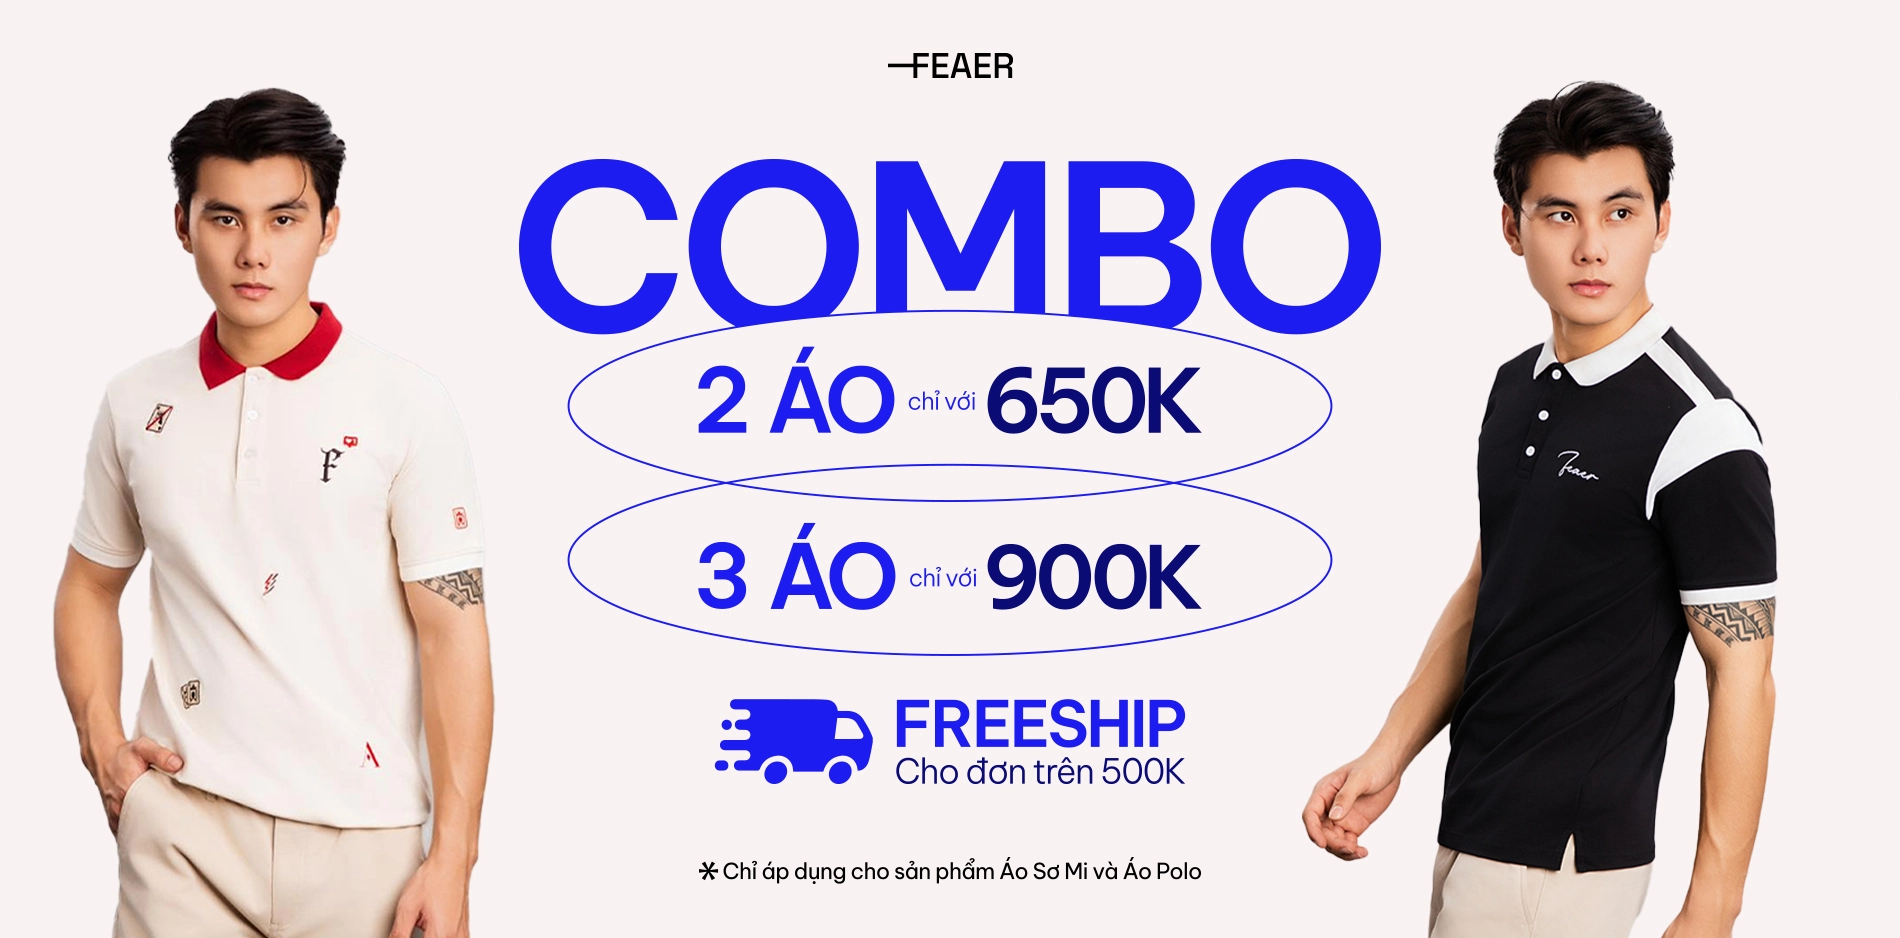 FEAER
COMBO
2 ÁO chỉ với 650K
3 ÁO chỉ với 900K
FREESHIP
Cho đơn trên 500K
* Chỉ áp dụng cho sản phẩm Áo Sơ Mi và Áo Polo
F
A
Feaer